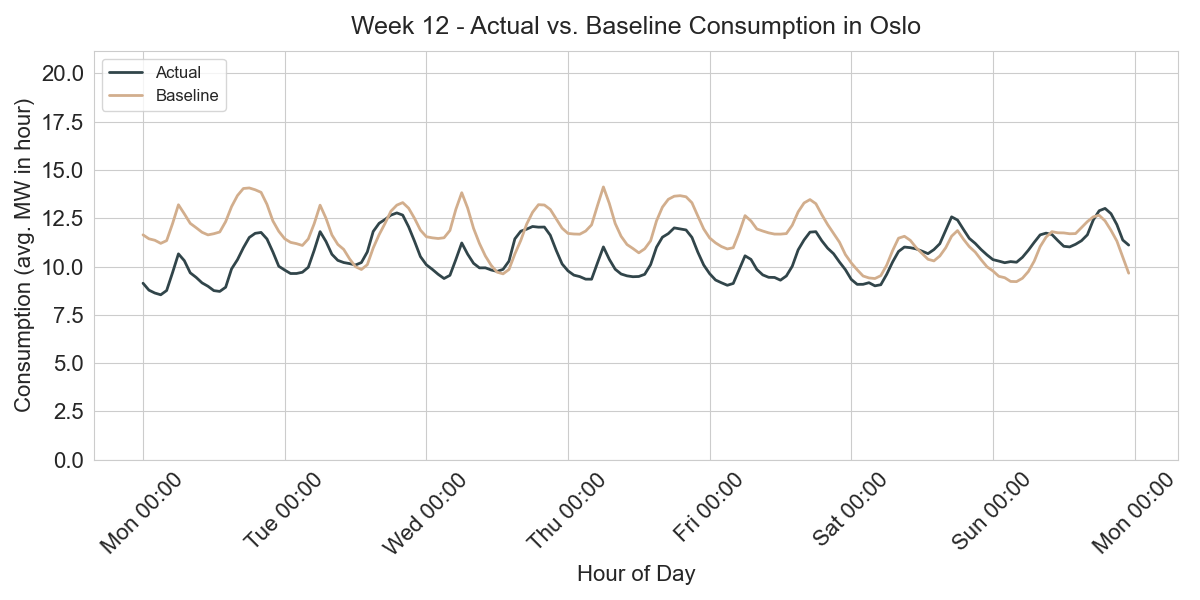 Week 12 - Actual vs. Baseline Consumption in Oslo
Consumption (avg. MW in hour)
20.0
17.5
15.0
12.5
10.0
7.5
5.0
2.5
0.0
Actual
Baseline
Mon 00:00
Tue 00:00
Wed 00:00
Thu 00:00
Fri 00:00
Sat 00:00
Sun 00:00
Mon 00:00
Hour of Day